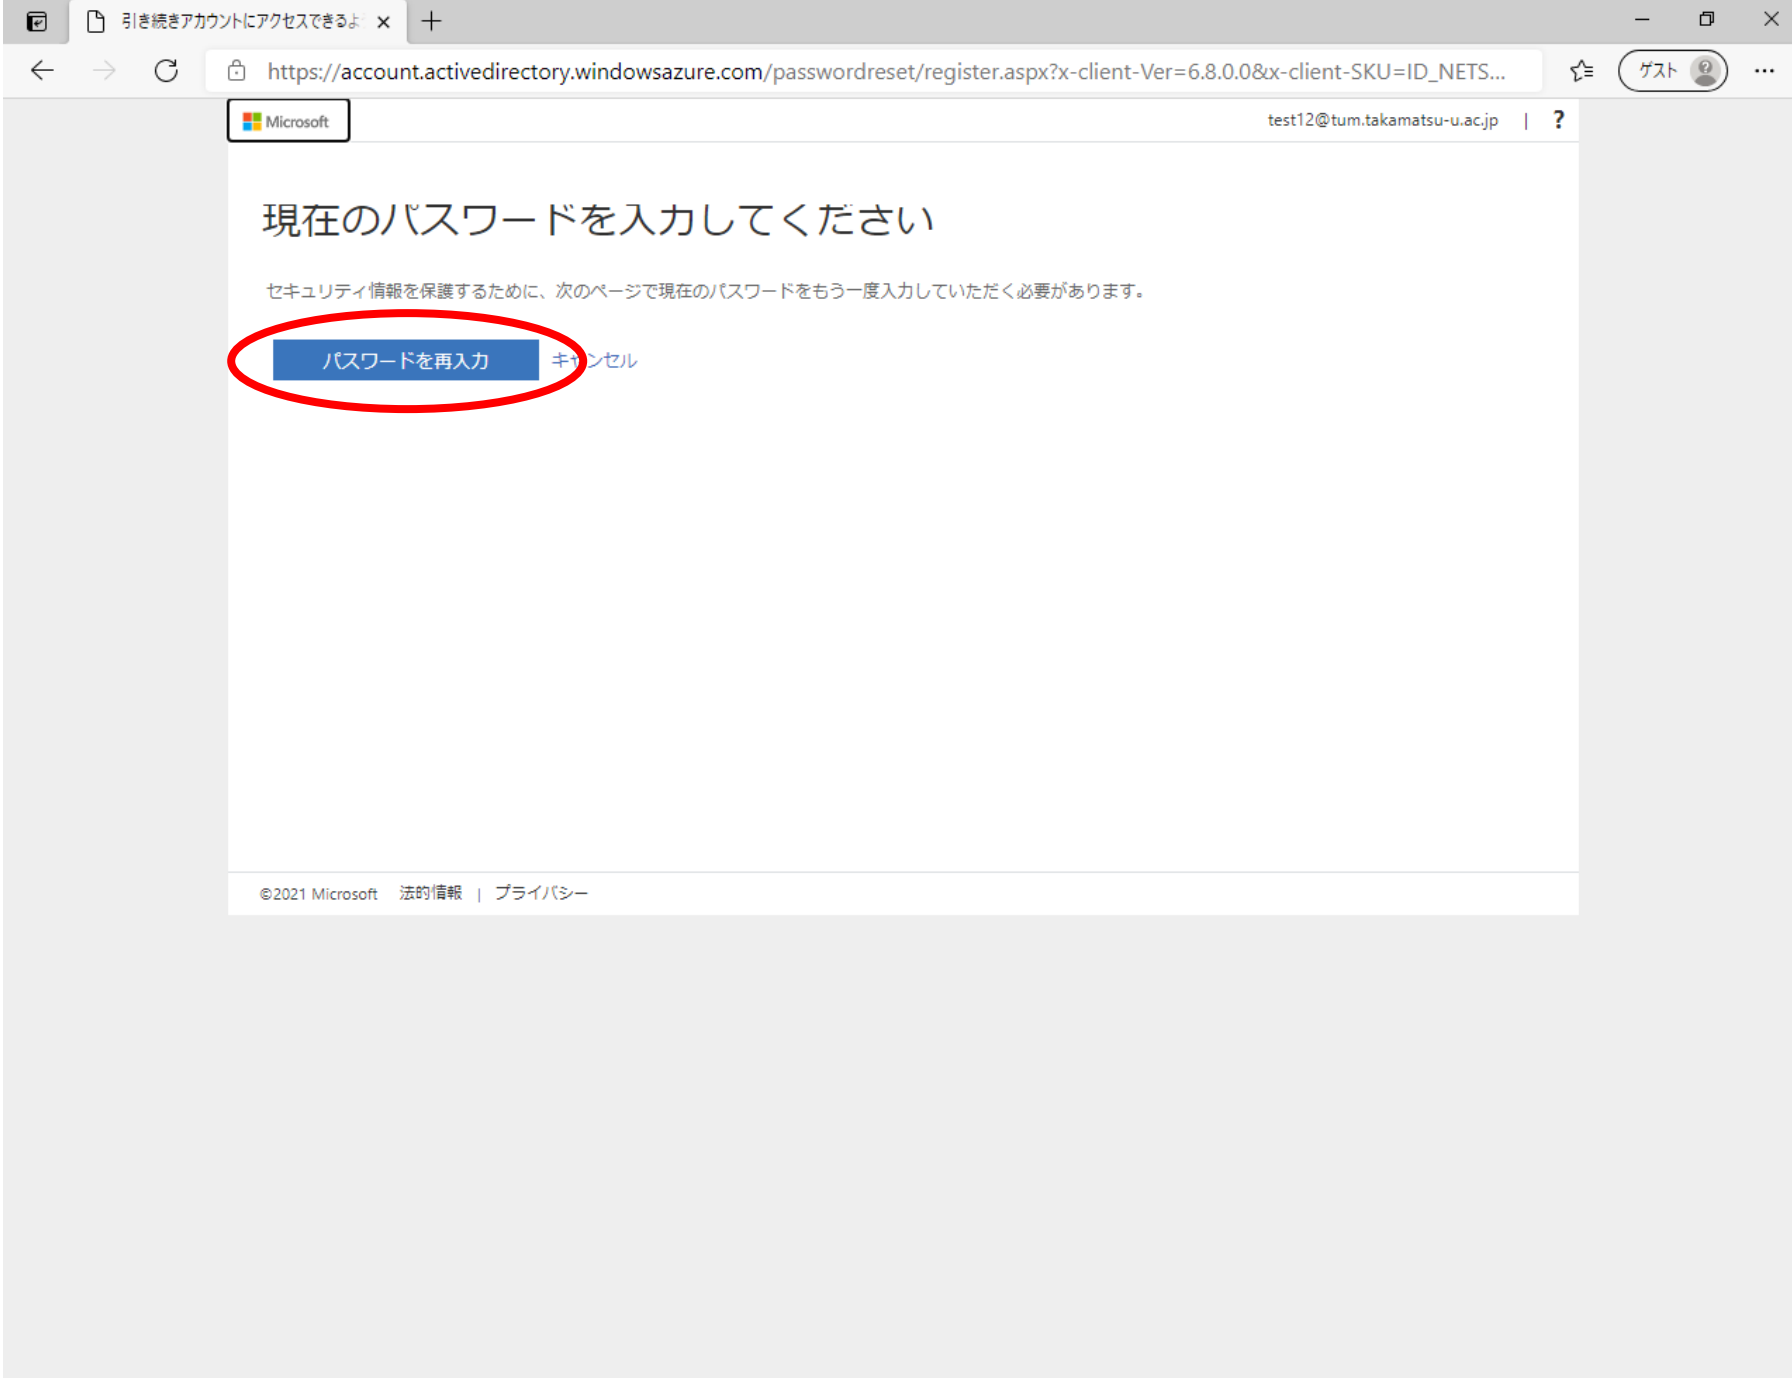 引き続きアカウントにアクセスできるよ
https://account.activedirectory.windowsazure.com/passwordreset/register.aspx?x-client-Ver=6.8.0.0&x-client-SKU=ID_NETS...
ゲスト
Microsoft
test12@tum.takamatsu-u.ac.jp | ?
現在のパスワードを入力してください
セキュリティ情報を保護するために、次のページで現在のパスワードをもう一度入力していただく必要があります。
パスワードを再入力 キャンセル
©2021 Microsoft 法的情報 | プライバシー